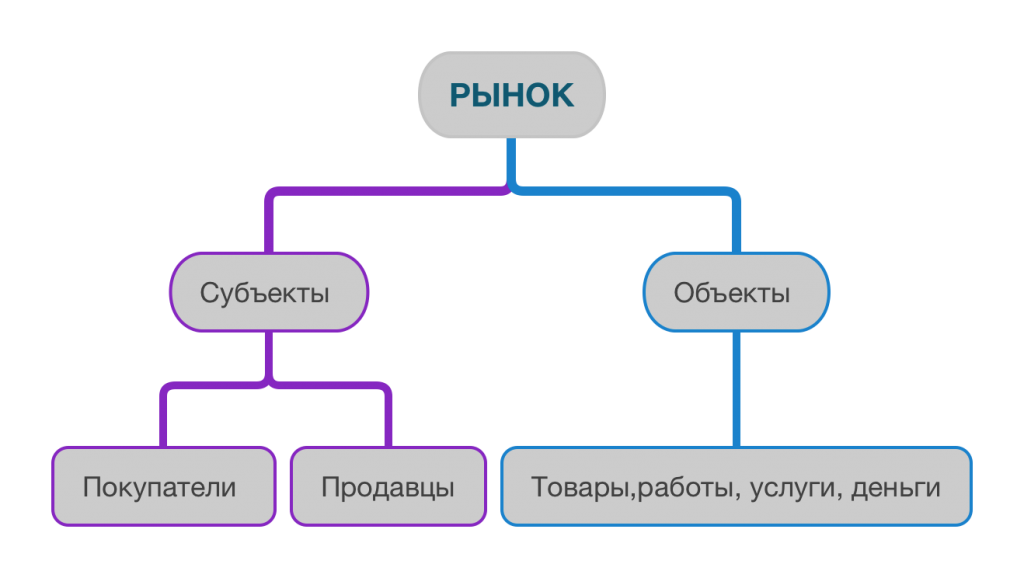 РЫНОК
Субъекты
Объекты
Покупатели
Продавцы
Товары,работы, услуги, деньги